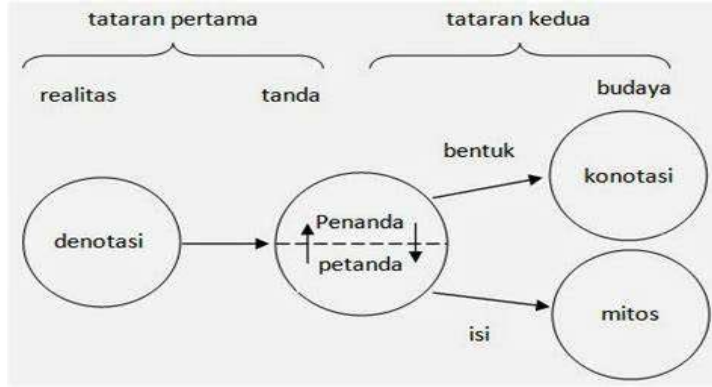 tataran pertama
tataran kedua
realitas
tanda
budaya
bentuk
konotasi
denotasi
Penanda
petanda
isi
mitos